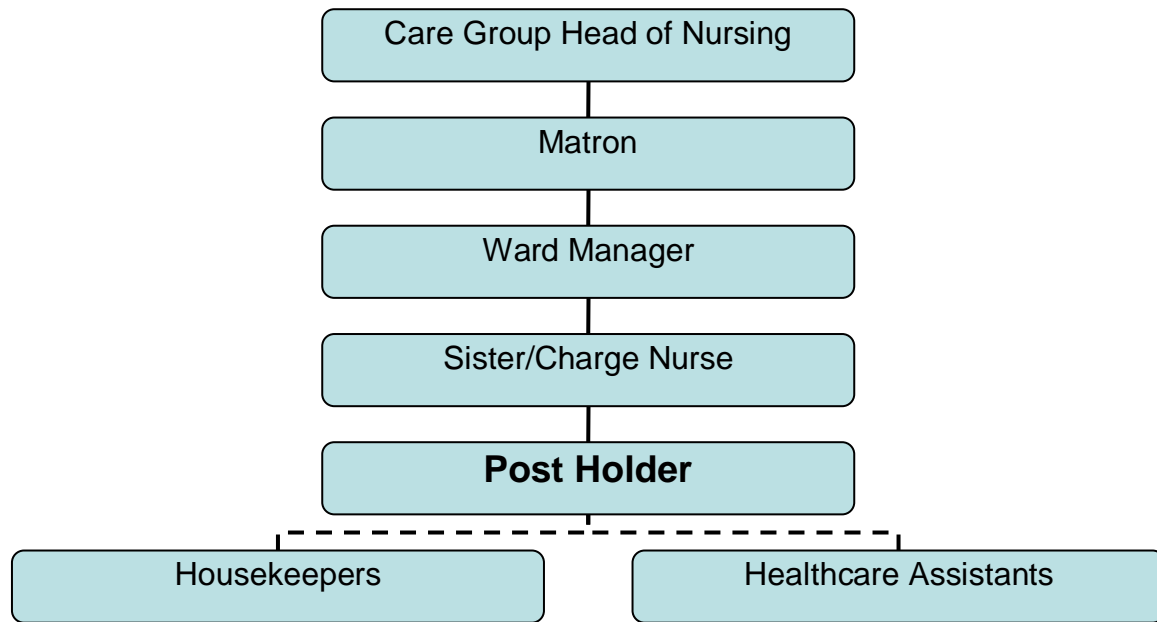 Care Group Head of Nursing
Matron
Ward Manager
Sister/Charge Nurse
Post Holder
Housekeepers
Healthcare Assistants